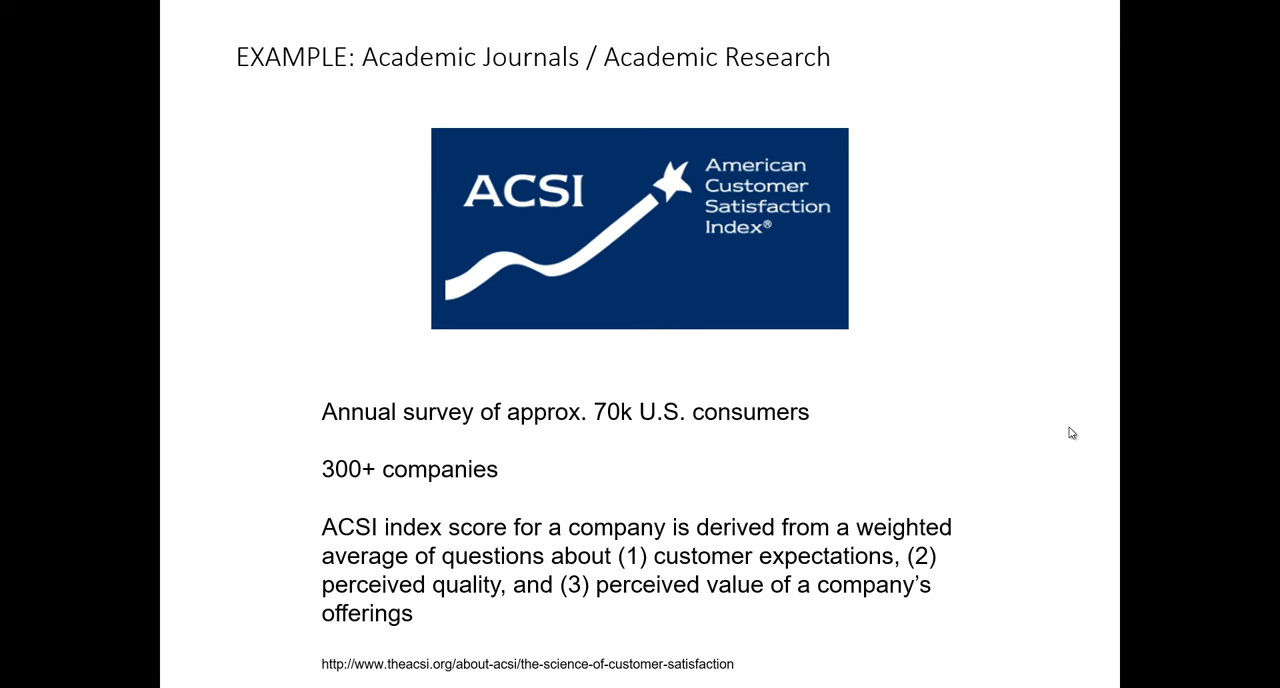 EXAMPLE: Academic Journals / Academic Research
ACSI
American
Customer
Satisfaction
Index®
Annual survey of approx. 70k U.S. consumers
300+ companies
ACSI index score for a company is derived from a weighted
average of questions about (1) customer expectations, (2)
perceived quality, and (3) perceived value of a company’s
offerings
http://www.theacsi.org/about-acsi/the-science-of-customer-satisfaction